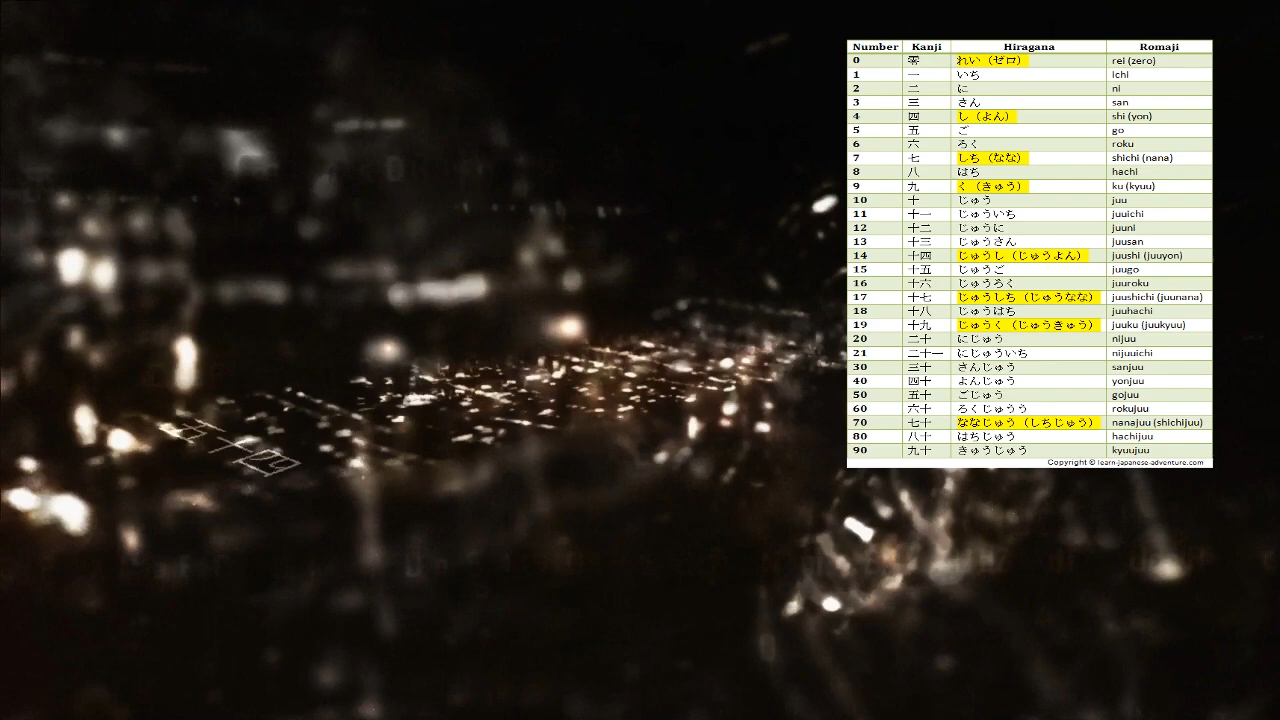 Number Kanji Hiragana Romaji
0 零 れい（ゼロ） rei (zero)
1 一 いち ichi
2 二 に ni
3 三 さん san
4 四 し（よん） shi (yon)
5 五 ご go
6 六 ろく roku
7 七 しち（なな） shichi (nana)
8 八 はち hachi
9 九 く（きゅう） ku (kyuu)
10 十 じゅう juu
11 十一 じゅういち juuichi
12 十二 じゅうに juuni
13 十三 じゅうさん juusan
14 十四 じゅうし（じゅうよん） juushi (juuyon)
15 十五 じゅうご juugo
16 十六 じゅうろく juuroku
17 十七 じゅうしち（じゅうなな） juushichi (juunana)
18 十八 じゅうはち juuhachi
19 十九 じゅうく（じゅうきゅう） juuku (juukyuu)
20 二十 にじゅう nijuu
21 二十一 にじゅういち nijuuichi
30 三十 さんじゅう sanjuu
40 四十 よんじゅう yonjuu
50 五十 ごじゅう gojuu
60 六十 ろくじゅうう rokujuu
70 七十 ななじゅう（しちじゅう） nanajuu (shichijuu)
80 八十 はちじゅう hachijuu
90 九十 きゅうじゅう kyuujuu
Copyright © learn-japanese-adventure.com